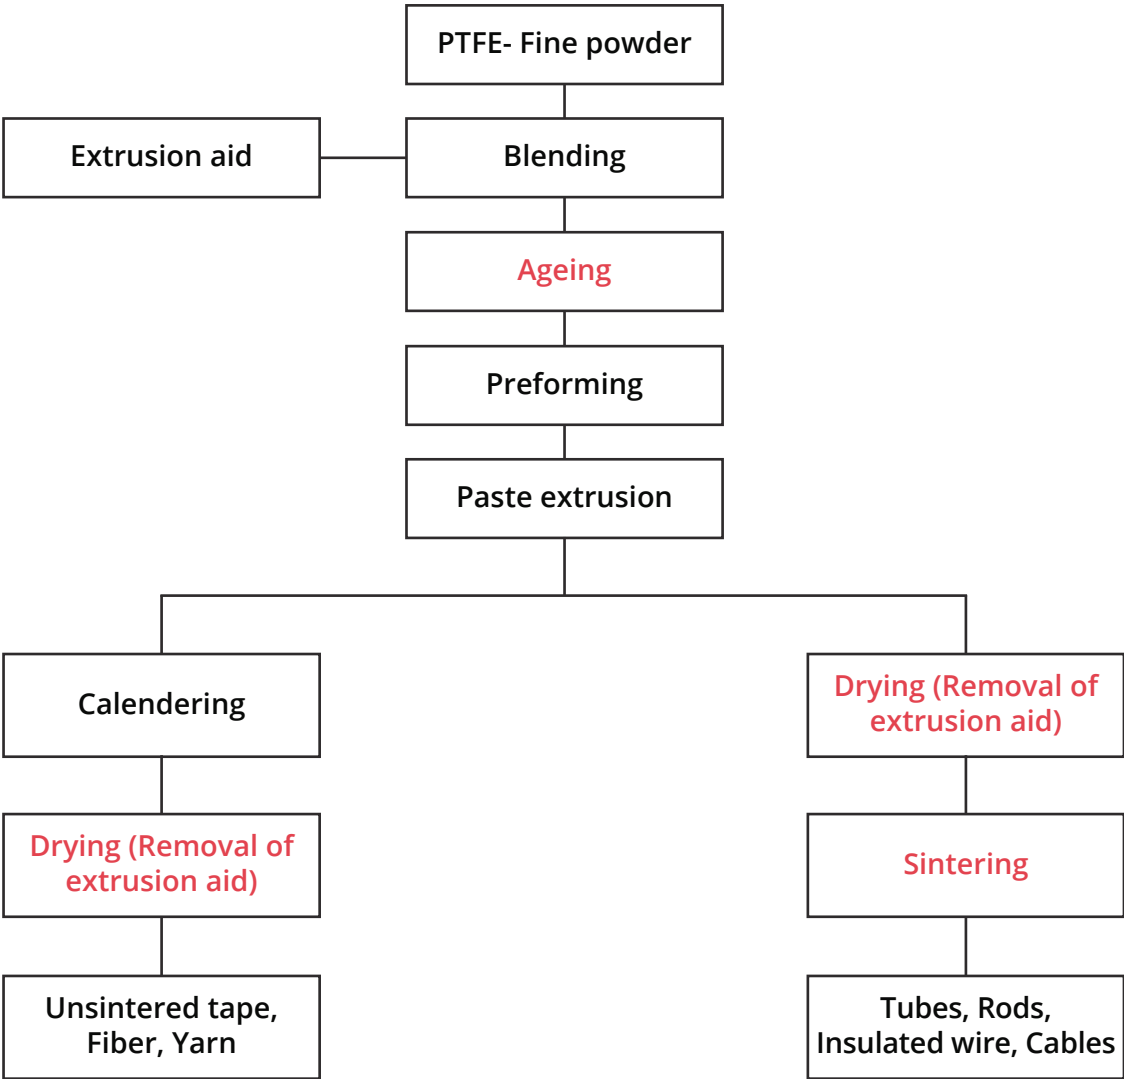 PTFE- Fine powder
Extrusion aid
Blending
Ageing
Preforming
Paste extrusion
Calendering
Drying (Removal of
extrusion aid)
Drying (Removal of
extrusion aid)
Sintering
Unsintered tape,
Fiber, Yarn
Tubes, Rods,
Insulated wire, Cables